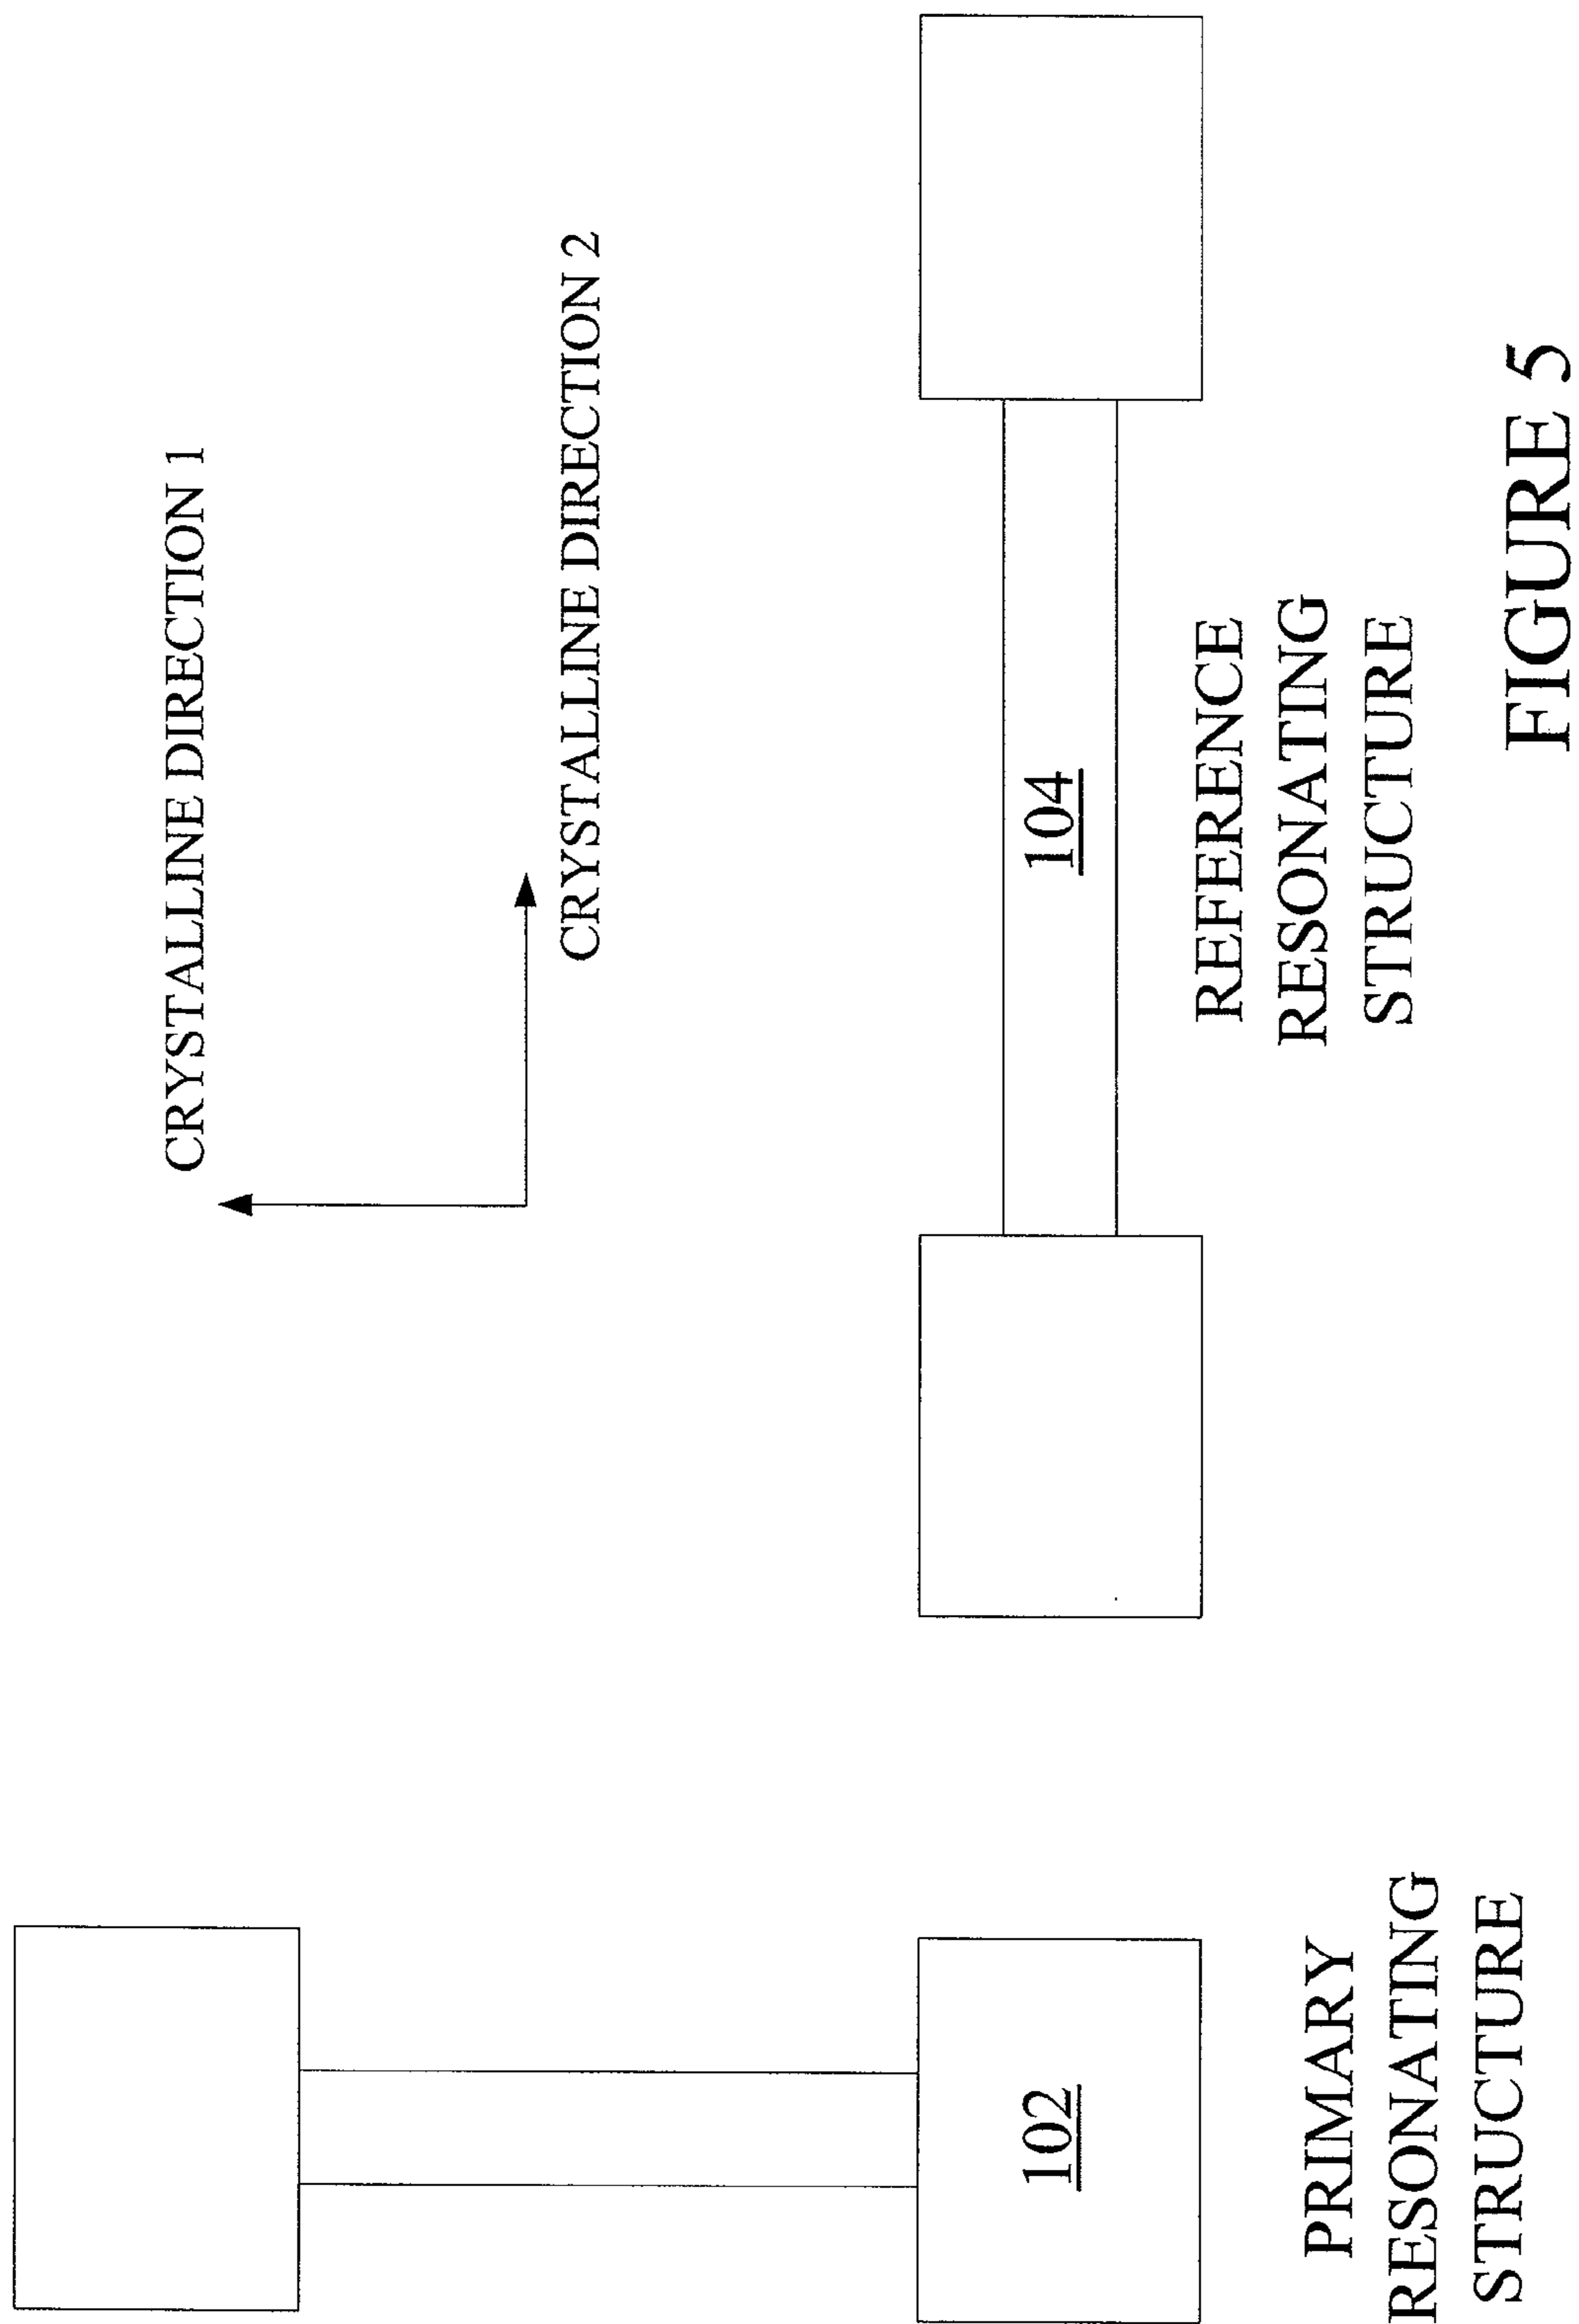 CRYSTALLINE DIRECTION 1
CRYSTALLINE DIRECTION 2
102
104
PRIMARY
RESONATING
STRUCTURE
REFERENCE
RESONATING
STRUCTURE
FIGURE 5